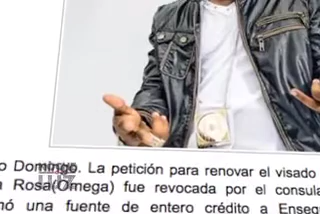 o Domingo. La petición para renovar el visado
n Rosa(Omega) fue revocada por el consula
nó una fuente de entero crédito a Enseg